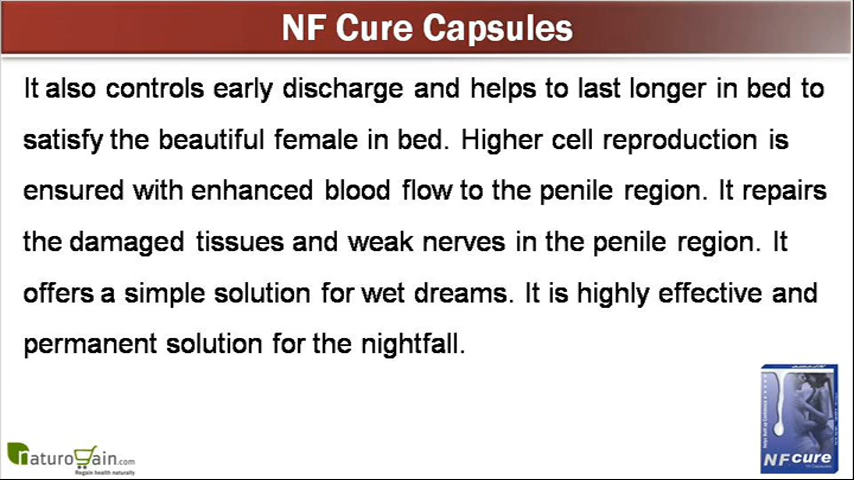 NF Cure Capsules
It also controls early discharge and helps to last longer in bed to
satisfy the beautiful female in bed. Higher cell reproduction is
ensured with enhanced blood flow to the penile region. It repairs
the damaged tissues and weak nerves in the penile region. It
offers a simple solution for wet dreams. It is highly effective and
permanent solution for the nightfall.
naturogain.com
Regain health naturally
NFcure